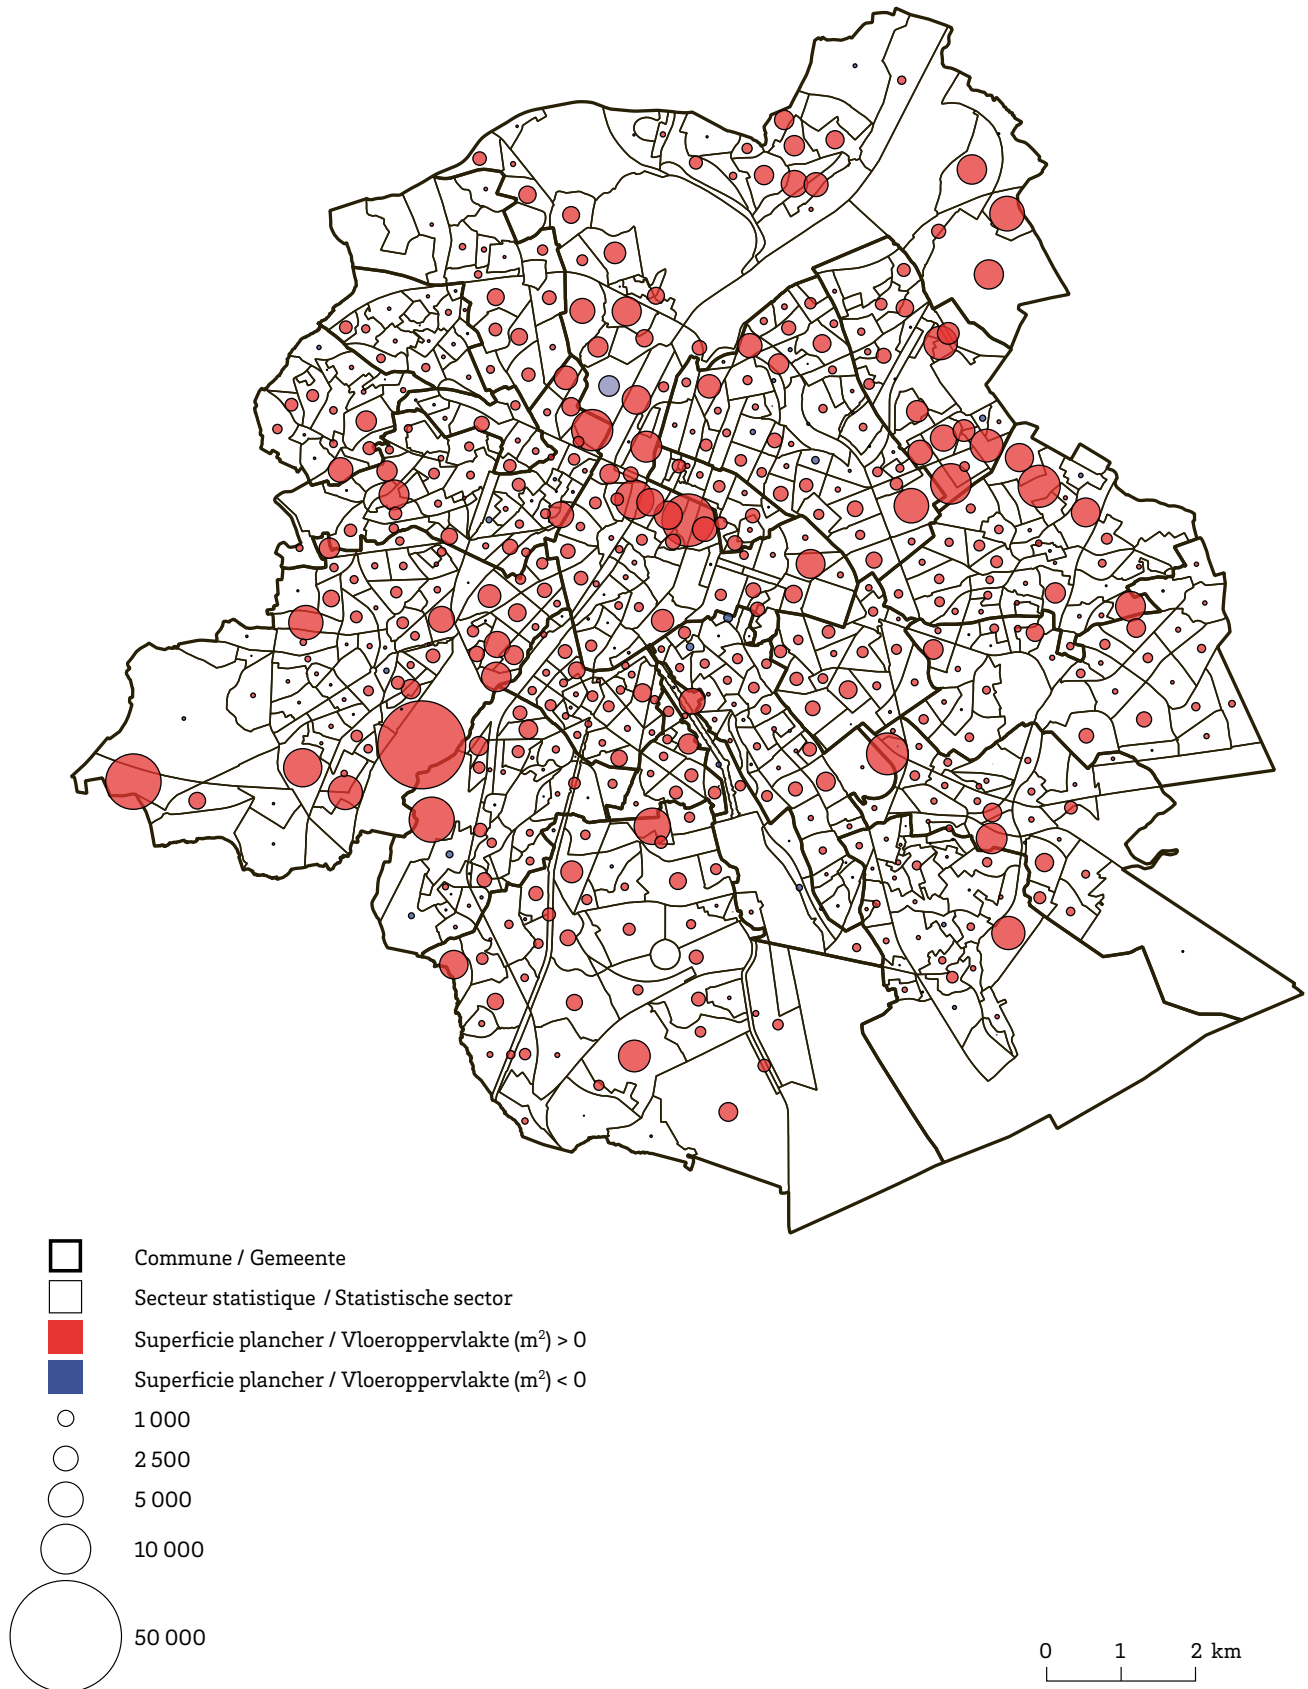 Commune / Gemeente
Secteur statistique / Statistische sector
Superficie plancher / Vloeroppervlakte (m²) > 0
Superficie plancher / Vloeroppervlakte (m²) < 0
1 000
2 500
5 000
10 000
50 000
0 1 2 km